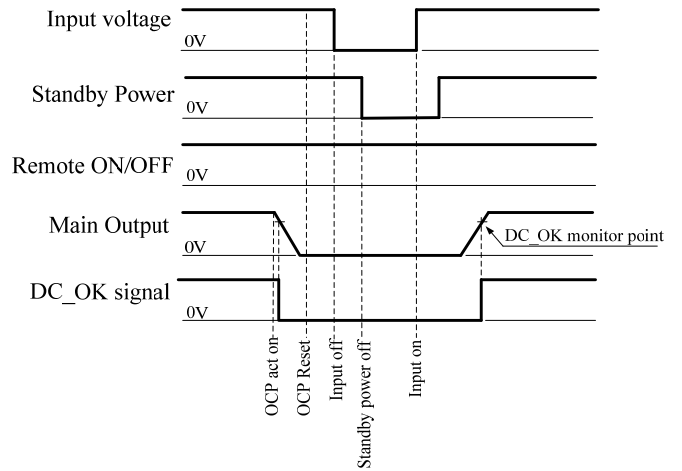 Input voltage
0V
Standby Power
0V
Remote ON/OFF
0V
Main Output
0V
DC_OK monitor point
DC_OK signal
0V
OCP act on
OCP Reset
Input off
Standby power off
Input on